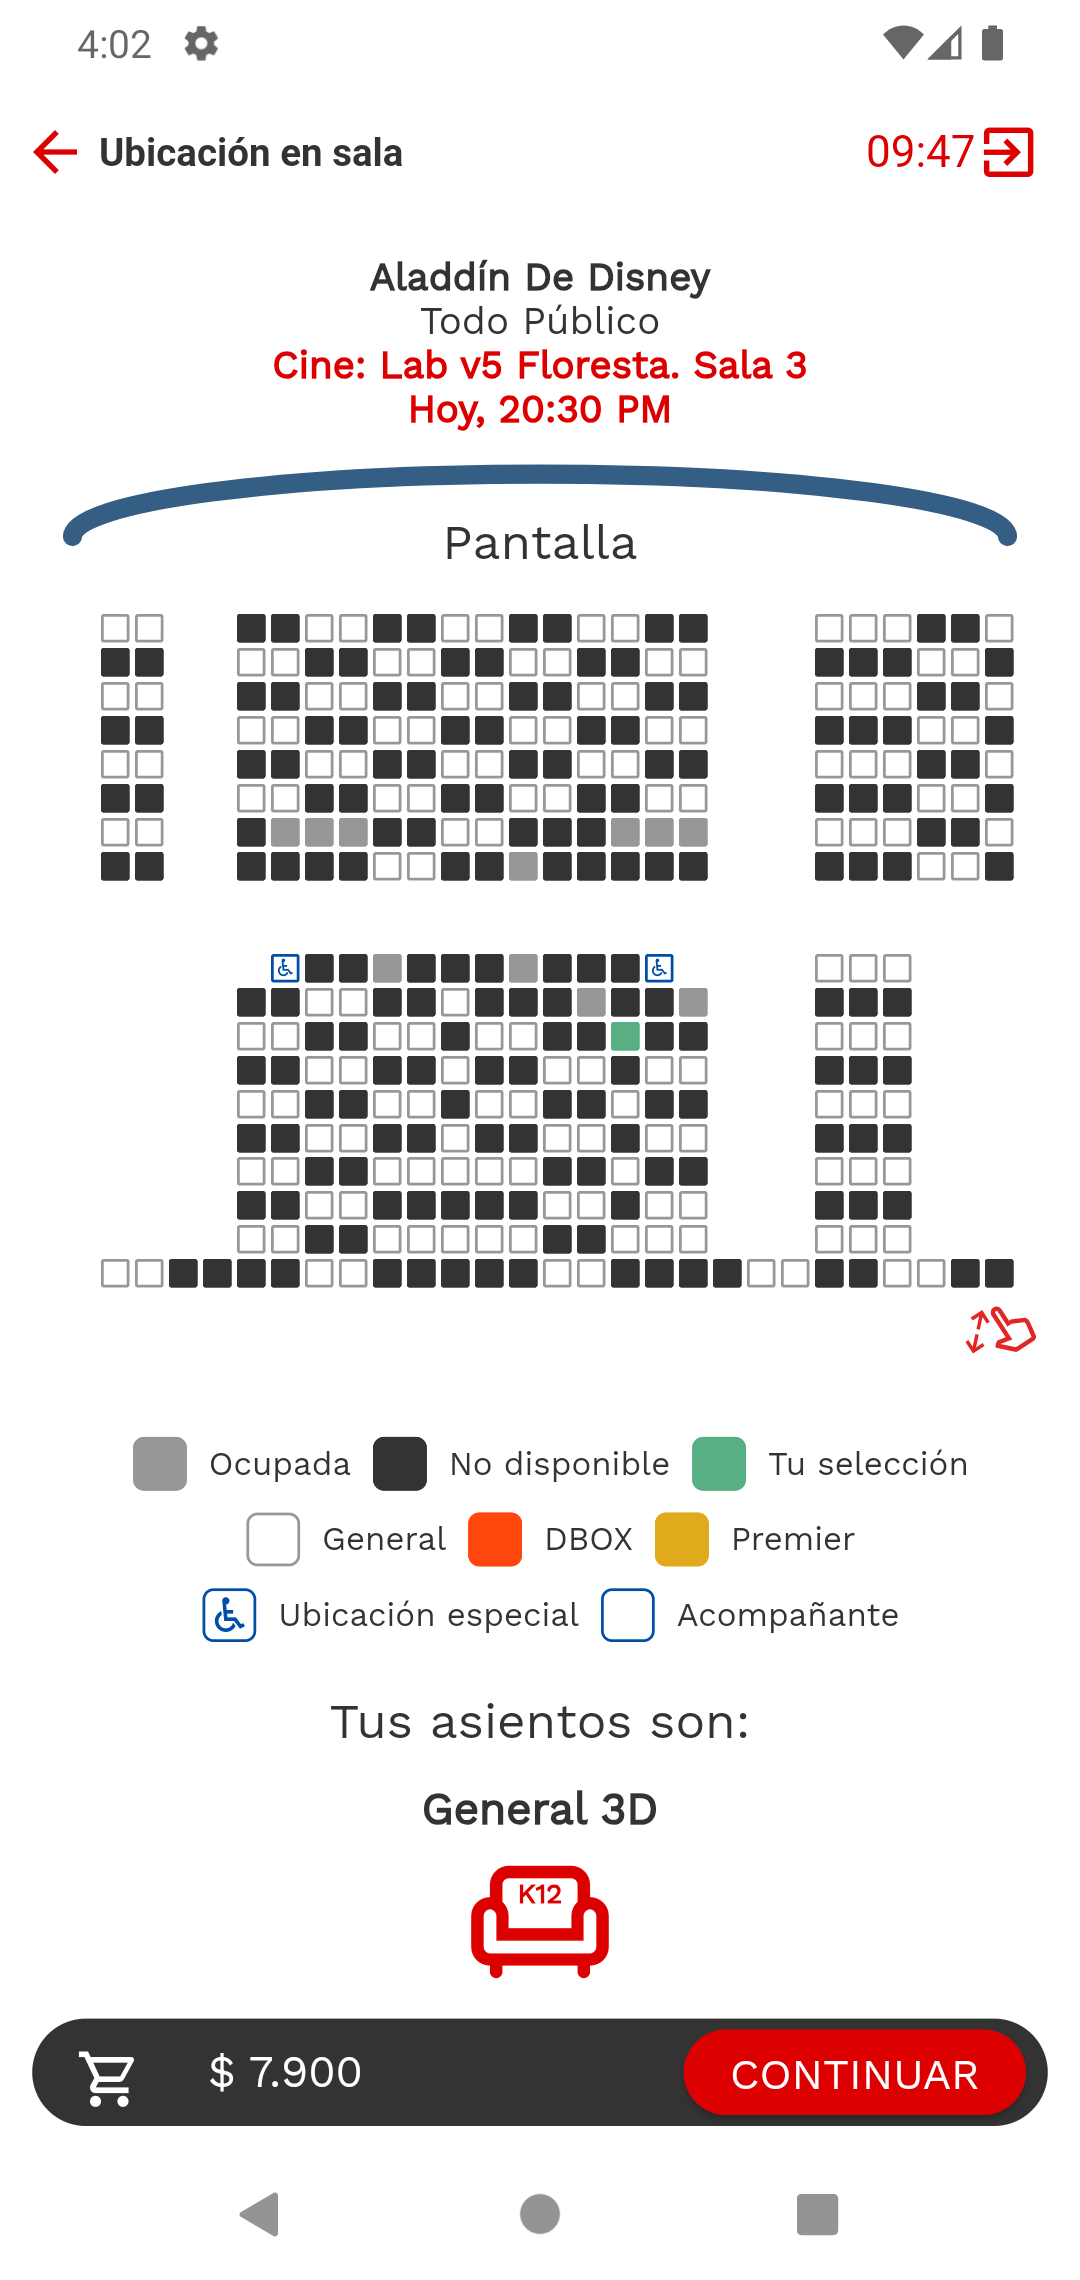 4:02
Ubicación en sala
09:47
Aladdín De Disney
Todo Público
Cine: Lab v5 Floresta. Sala 3
Hoy, 20:30 PM
Pantalla
Ocupada No disponible Tu selección
General DBOX Premier
Ubicación especial Acompañante
Tus asientos son:
General 3D
K12
$ 7.900 CONTINUAR